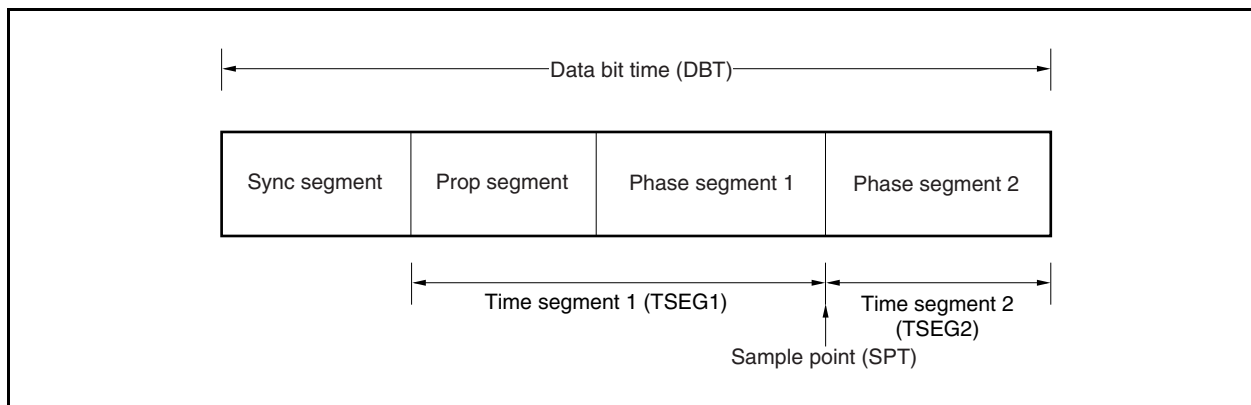 Data bit time (DBT)
Sync segment
Prop segment
Phase segment 1
Phase segment 2
Time segment 1 (TSEG1)
Time segment 2
(TSEG2)
Sample point (SPT)